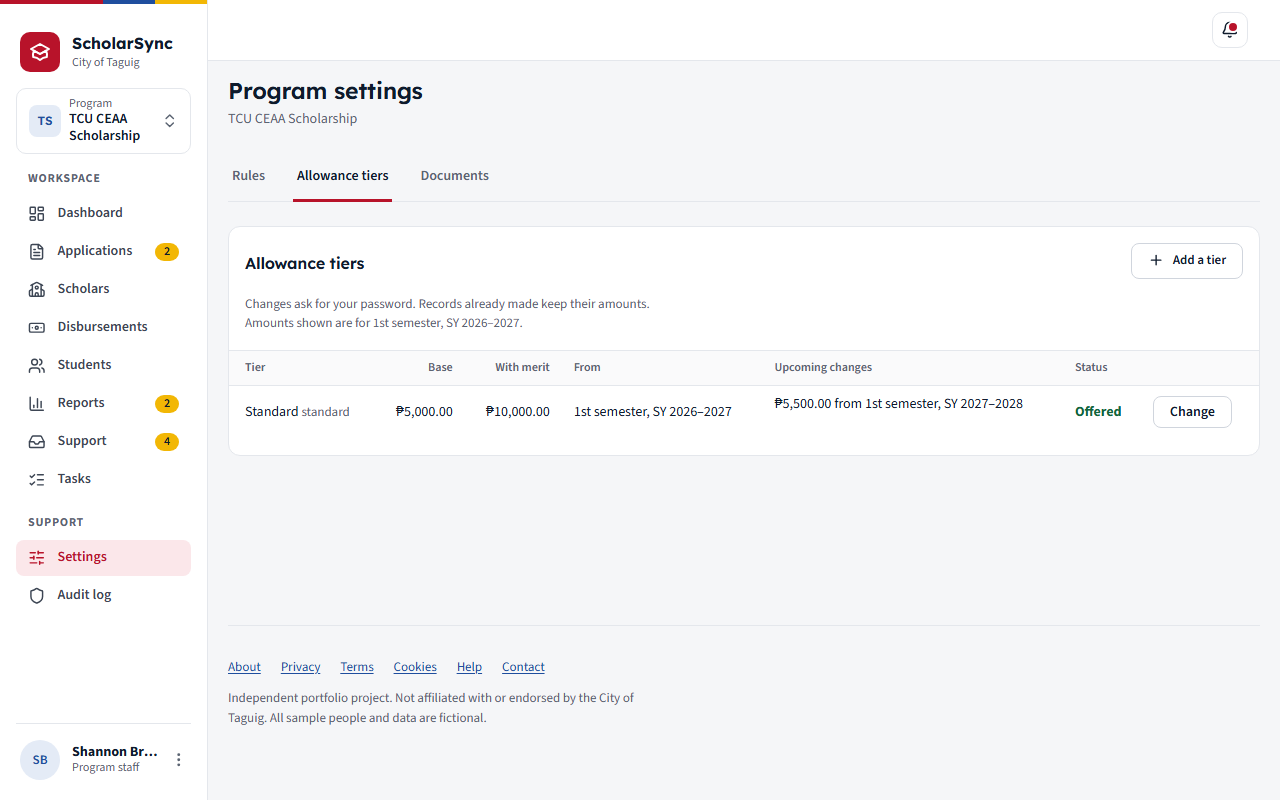 ScholarSync
City of Taguig
TS
Program
TCU CEAA
Scholarship
WORKSPACE
Dashboard
Applications 2
Scholars
Disbursements
Students
Reports 2
Support 4
Tasks
SUPPORT
Settings
Audit log
SB
Shannon Br...
Program staff
Program settings
TCU CEAA Scholarship
Rules Allowance tiers Documents
Allowance tiers
Add a tier
Changes ask for your password. Records already made keep their amounts.
Amounts shown are for 1st semester, SY 2026–2027.
Tier Base With merit From Upcoming changes Status
Standard standard ₱5,000.00 ₱10,000.00 1st semester, SY 2026–2027 ₱5,500.00 from 1st semester, SY 2027–2028 Offered Change
About Privacy Terms Cookies Help Contact
Independent portfolio project. Not affiliated with or endorsed by the City of
Taguig. All sample people and data are fictional.